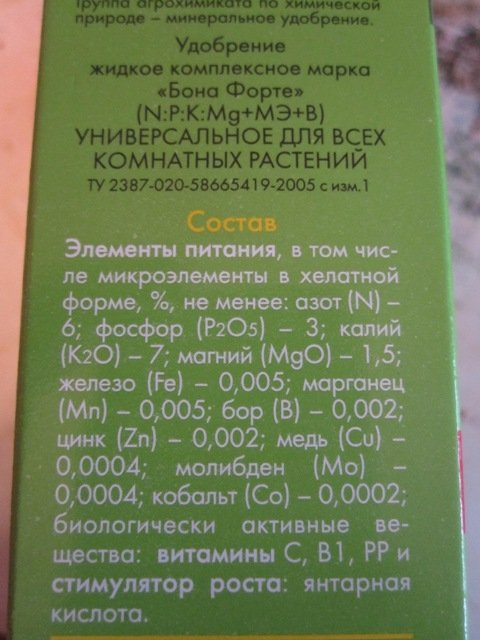 Группа агрохимиката по химической
природе – минеральное удобрение.
Удобрение
жидкое комплексное марка
«Бона Форте»
(N:P:K:Mg+МЭ+В)
УНИВЕРСАЛЬНОЕ ДЛЯ ВСЕХ
КОМНАТНЫХ РАСТЕНИЙ
ТУ 2387-020-58665419-2005 с изм.1
Состав
Элементы питания, в том чис-
ле микроэлементы в хелатной
форме, %, не менее: азот (N) –
6; фосфор (P2O5) – 3; калий
(K2O) – 7; магний (MgO) – 1,5;
железо (Fe) – 0,005; марганец
(Mn) – 0,005; бор (B) – 0,002;
цинк (Zn) – 0,002; медь (Cu) –
0,0004; молибден (Mo) –
0,0004; кобальт (Co) – 0,0002;
биологически активные ве-
щества: витамины C, B1, PP и
стимулятор роста: янтарная
кислота.